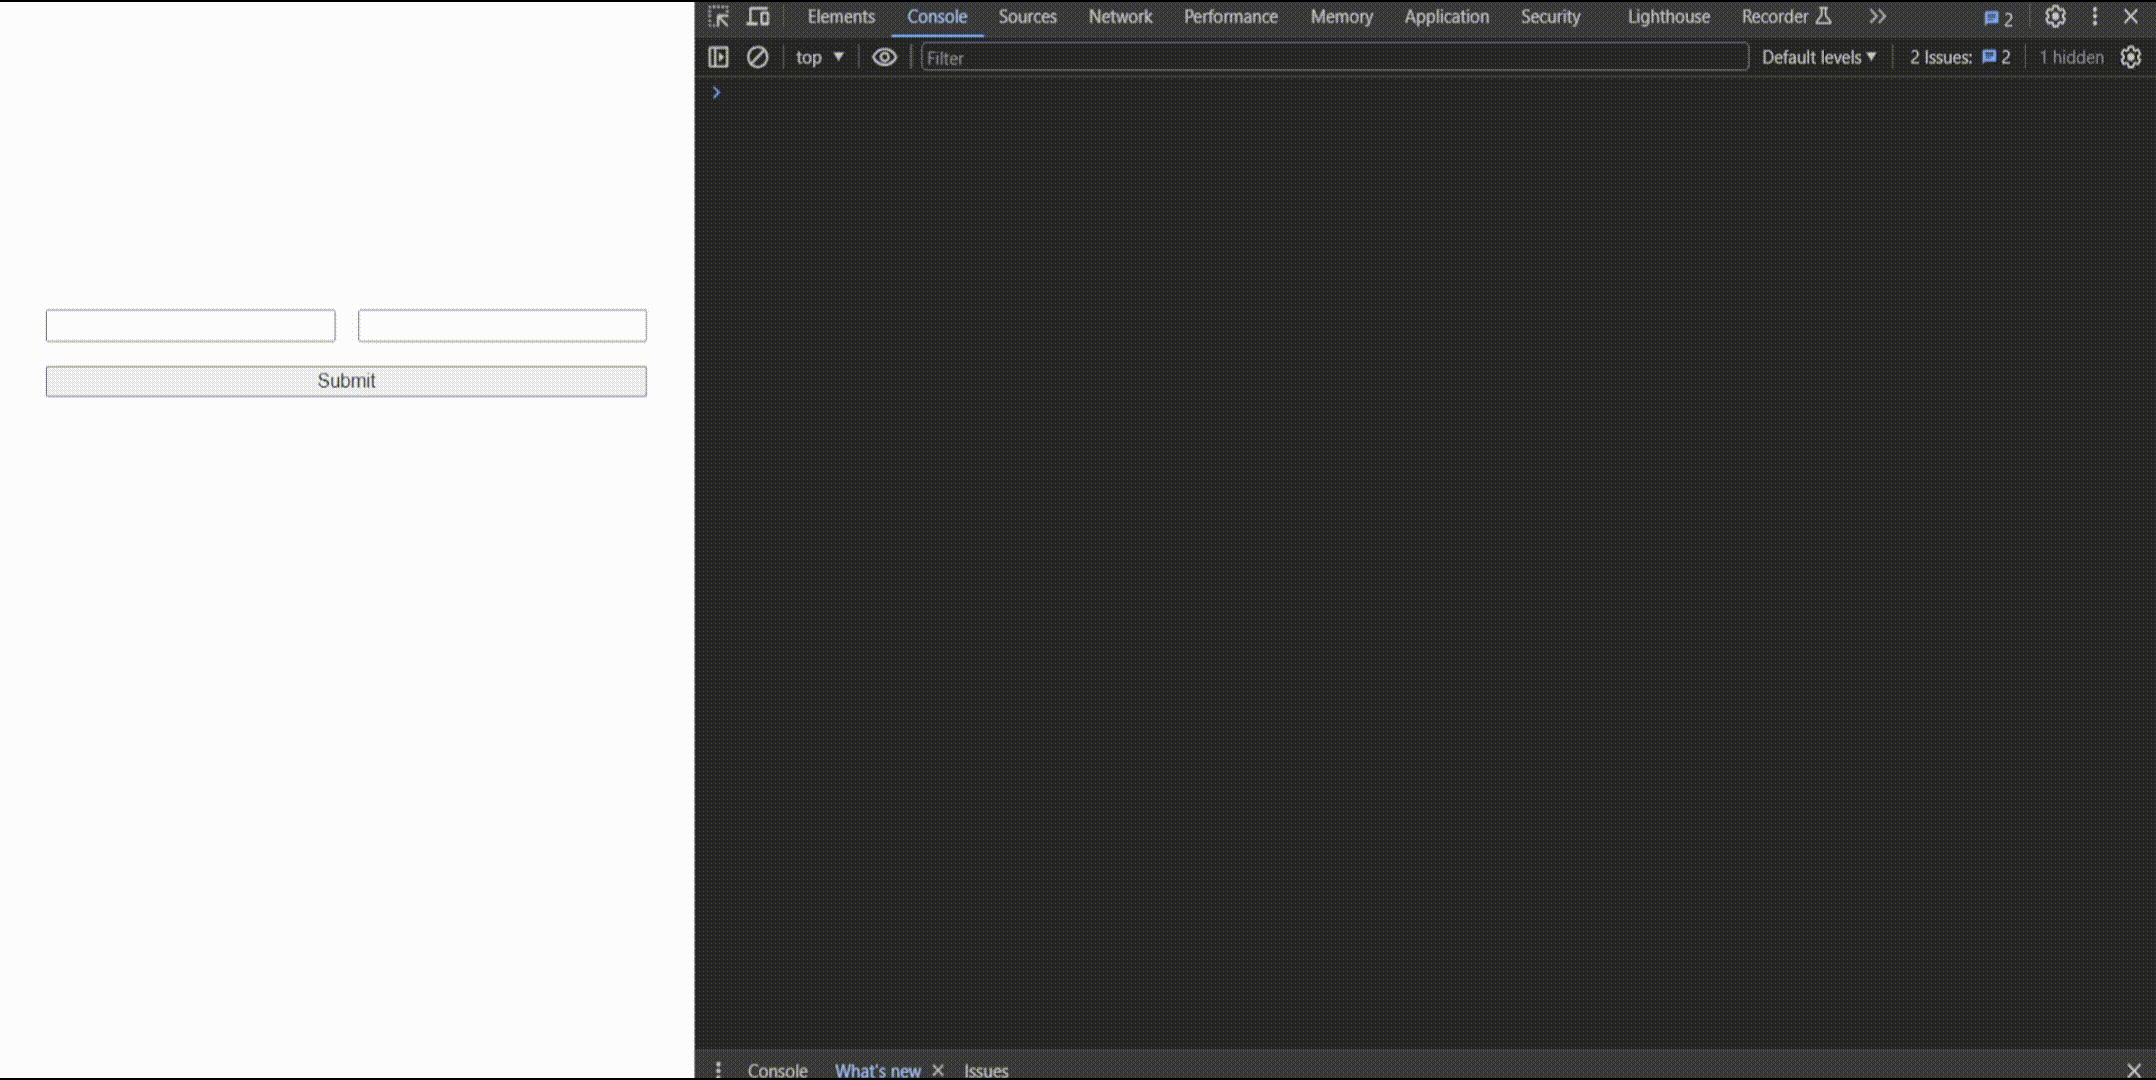 Elements Console Sources Network Performance Memory Application Security Lighthouse Recorder 2
top Filter Default levels 2 Issues: 2 1 hidden
Submit
Console What's new Issues